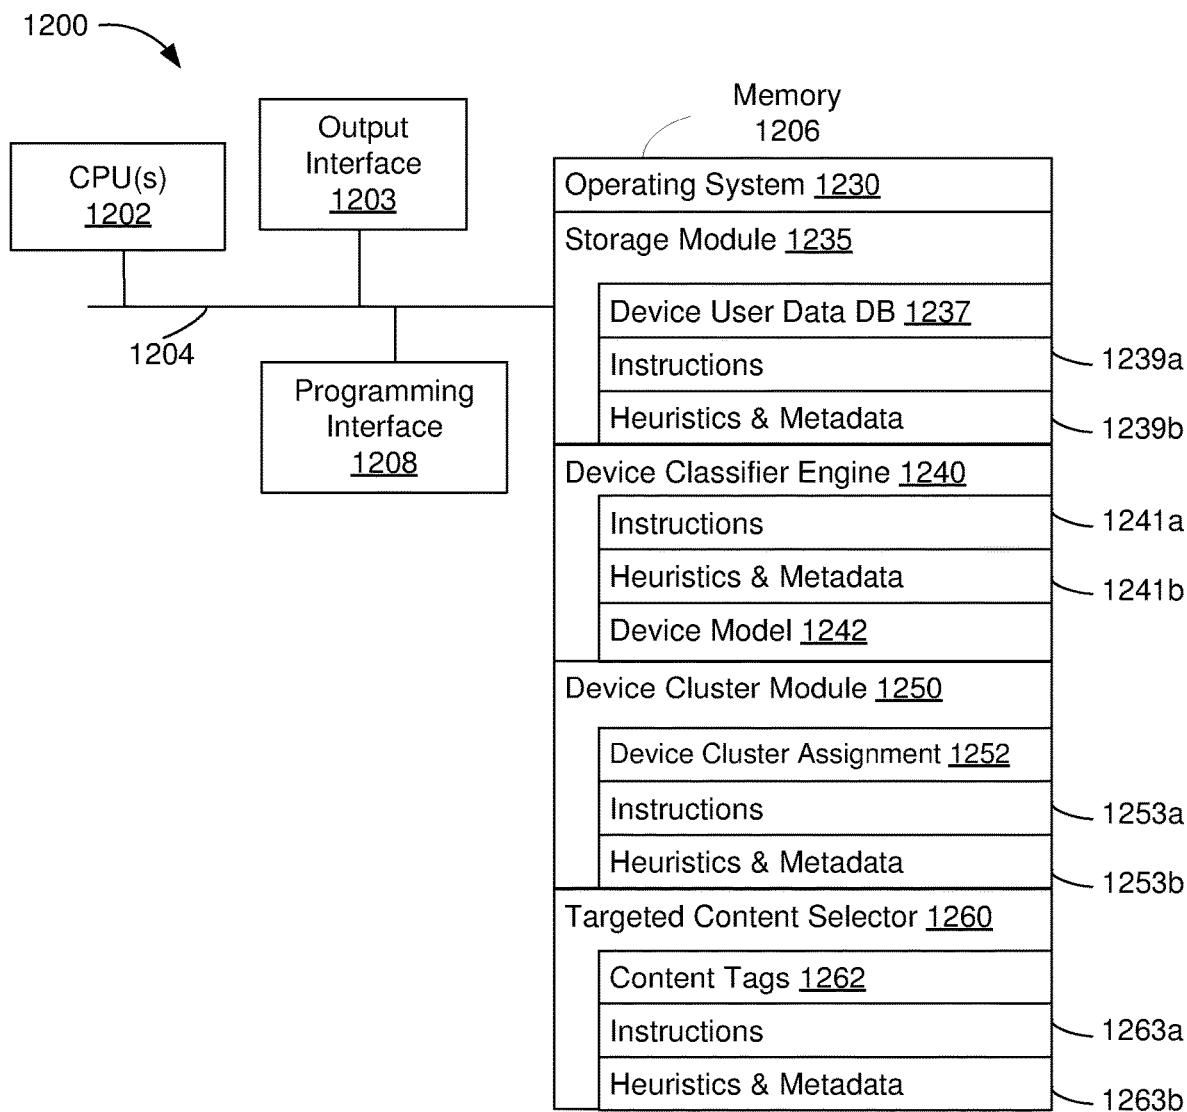 1200
CPU(s)
1202
Output
Interface
1203
1204
Programming
Interface
1208
Memory
1206
Operating System 1230
Storage Module 1235
Device User Data DB 1237
Instructions
1239a
Heuristics & Metadata
1239b
Device Classifier Engine 1240
Instructions
1241a
Heuristics & Metadata
1241b
Device Model 1242
Device Cluster Module 1250
Device Cluster Assignment 1252
Instructions
1253a
Heuristics & Metadata
1253b
Targeted Content Selector 1260
Content Tags 1262
Instructions
1263a
Heuristics & Metadata
1263b